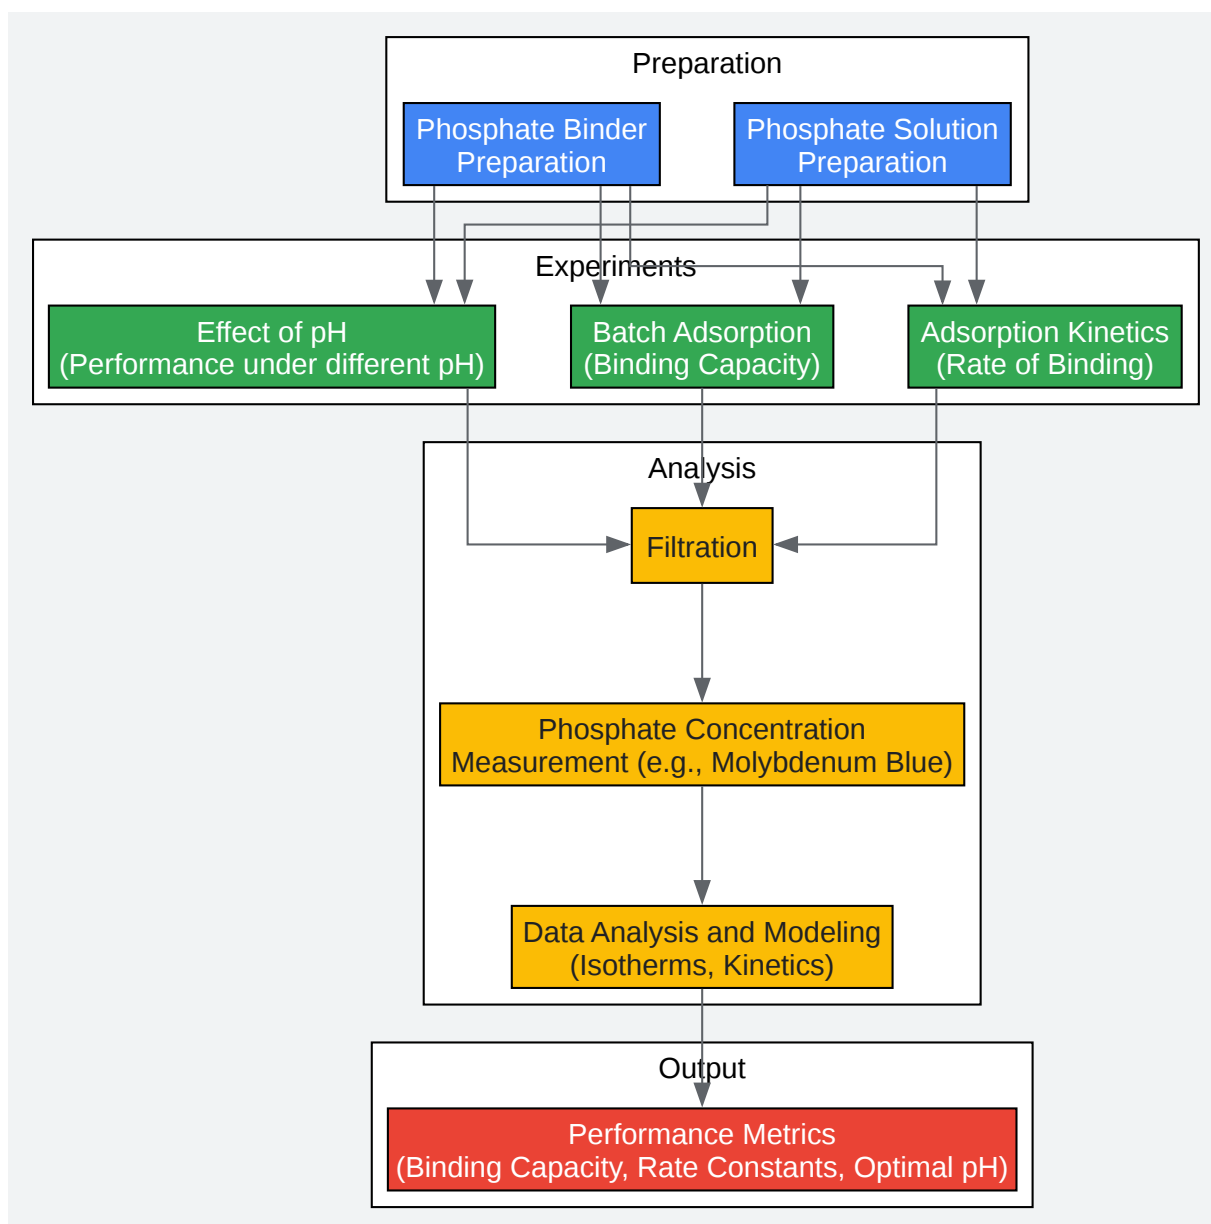 Preparation
Phosphate Binder
Preparation
Phosphate Solution
Preparation
Experiments
Effect of pH
(Performance under different pH)
Batch Adsorption
(Binding Capacity)
Adsorption Kinetics
(Rate of Binding)
Analysis
Filtration
Phosphate Concentration
Measurement (e.g., Molybdenum Blue)
Data Analysis and Modeling
(Isotherms, Kinetics)
Output
Performance Metrics
(Binding Capacity, Rate Constants, Optimal pH)